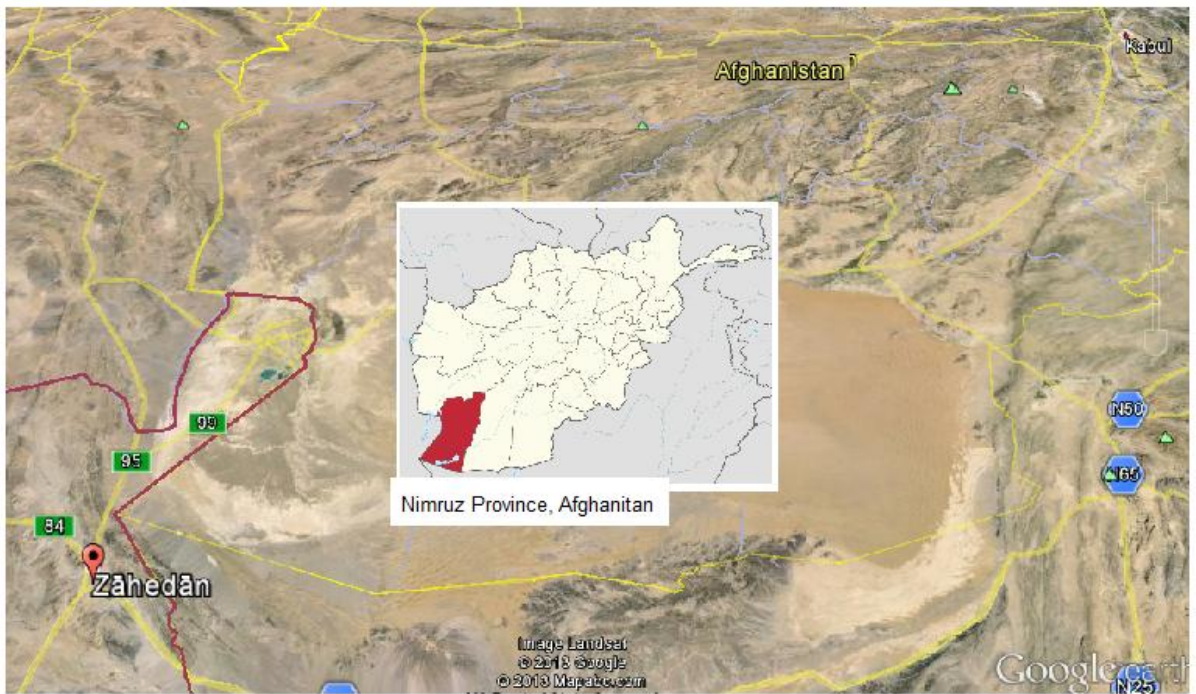 Kabul
Afghanistan
N50
99
95
N65
Nimruz Province, Afghanitan
84
Zāhedān
Image Landsat
© 2013 Google
© 2013 Mapabc.com
Google earth
N25